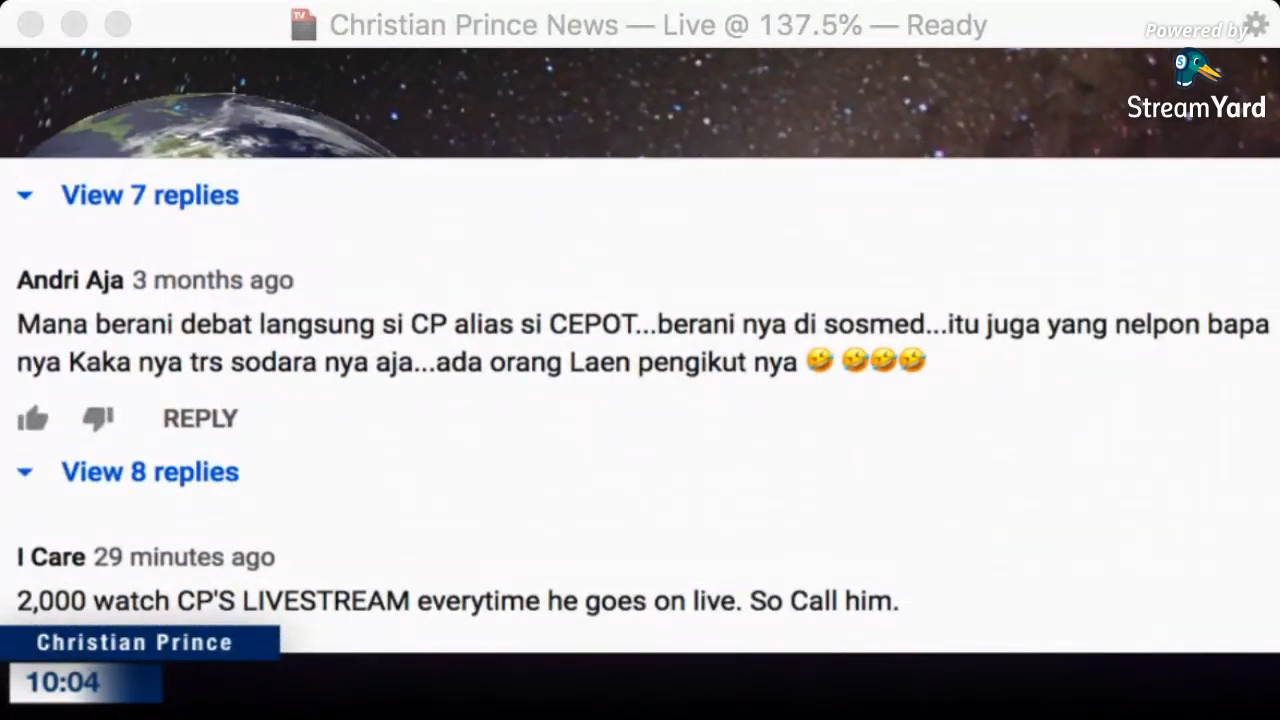 Christian Prince News — Live @ 137.5% — Ready
Powered by
StreamYard
View 7 replies
Andri Aja 3 months ago
Mana berani debat langsung si CP alias si CEPOT...berani nya di sosmed...itu juga yang nelpon bapa
nya Kaka nya trs sodara nya aja...ada orang Laen pengikut nya 🤣 🤣🤣🤣
REPLY
View 8 replies
I Care 29 minutes ago
2,000 watch CP'S LIVESTREAM everytime he goes on live. So Call him.
Christian Prince
10:04